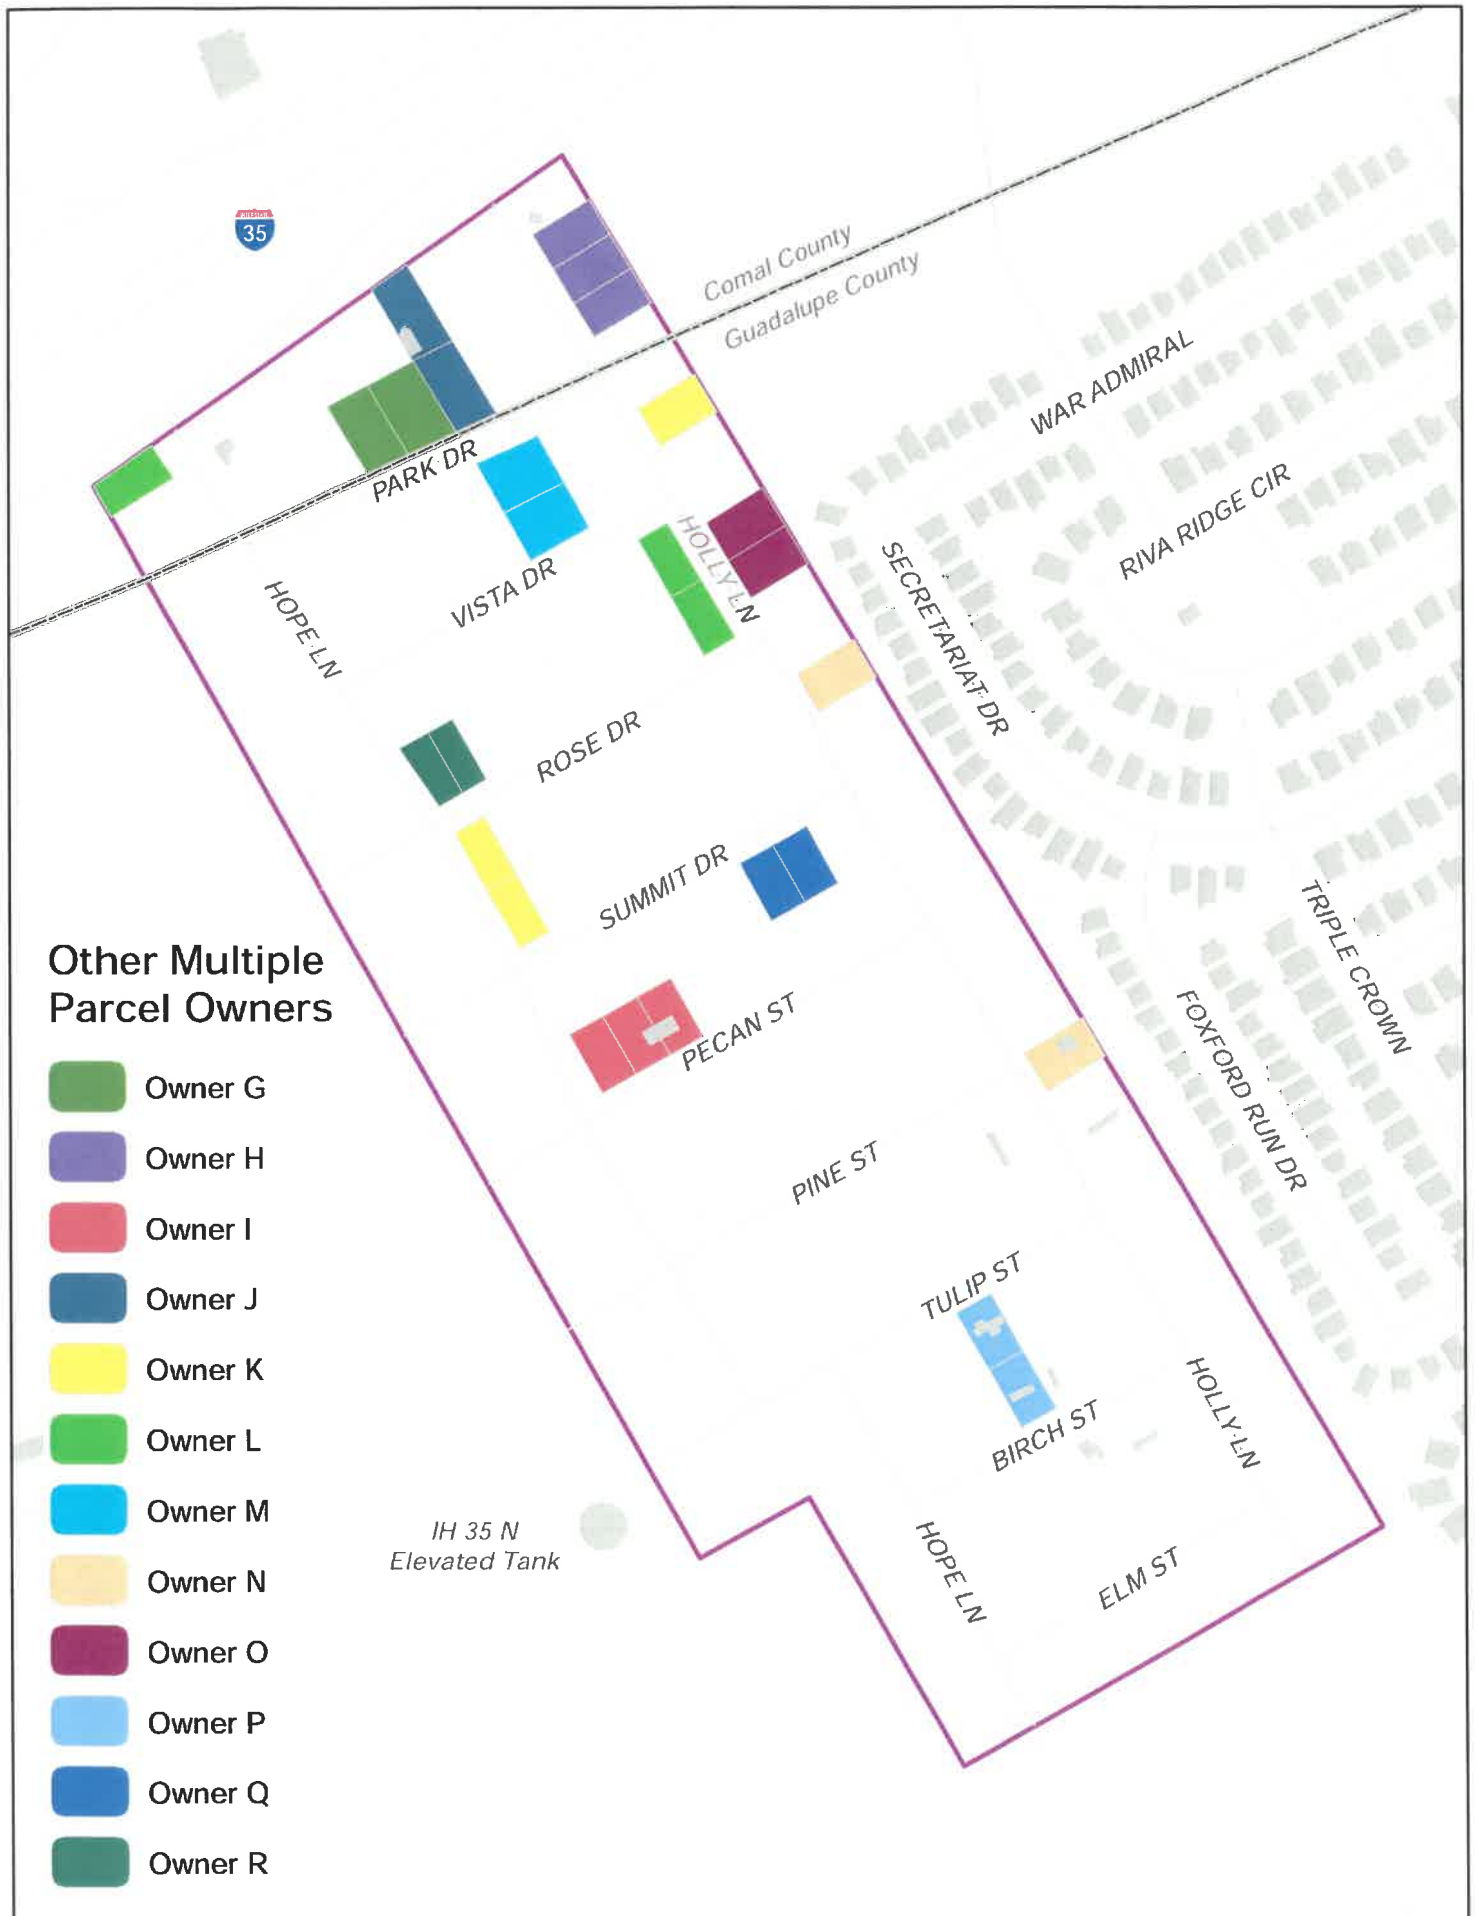 35
Comal County
Guadalupe County
WAR ADMIRAL
PARK DR
RIVA RIDGE CIR
HOLLY LN
SECRETARIAT DR
VISTA DR
HOPE LN
ROSE DR
SUMMIT DR
TRIPLE CROWN
Other Multiple
Parcel Owners
PECAN ST
FOXFORD RUN DR
Owner G
Owner H
PINE ST
Owner I
TULIP ST
Owner J
Owner K
HOLLY LN
BIRCH ST
Owner L
Owner M
IH 35 N
Elevated Tank
HOPE LN
ELM ST
Owner N
Owner O
Owner P
Owner Q
Owner R